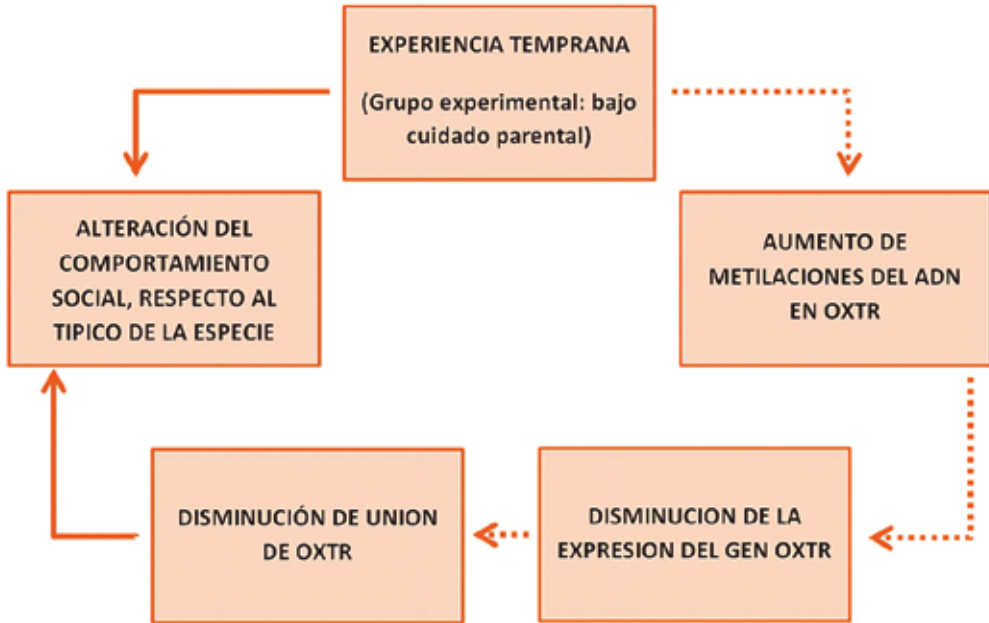 EXPERIENCIA TEMPRANA
(Grupo experimental: bajo
cuidado parental)
ALTERACIÓN DEL
COMPORTAMIENTO
SOCIAL, RESPECTO AL
TIPICO DE LA ESPECIE
AUMENTO DE
METILACIONES DEL ADN
EN OXTR
DISMINUCIÓN DE UNION
DE OXTR
DISMINUCION DE LA
EXPRESION DEL GEN OXTR